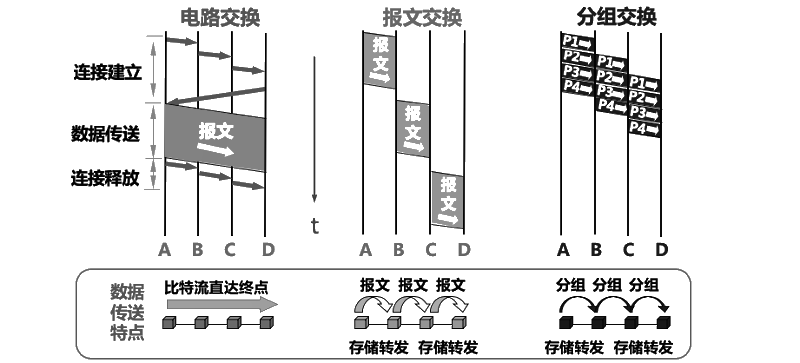 电路交换
报文交换
分组交换
连接建立
数据传送
连接释放
报文
A B C D
t
报文
报文
报文
A B C D
P1
P2 P1
P3 P2 P1
P4 P3 P2
P4 P3
P4
A B C D
数据
传送
特点
比特流直达终点
报文 报文 报文
存储转发 存储转发
分组 分组 分组
存储转发 存储转发